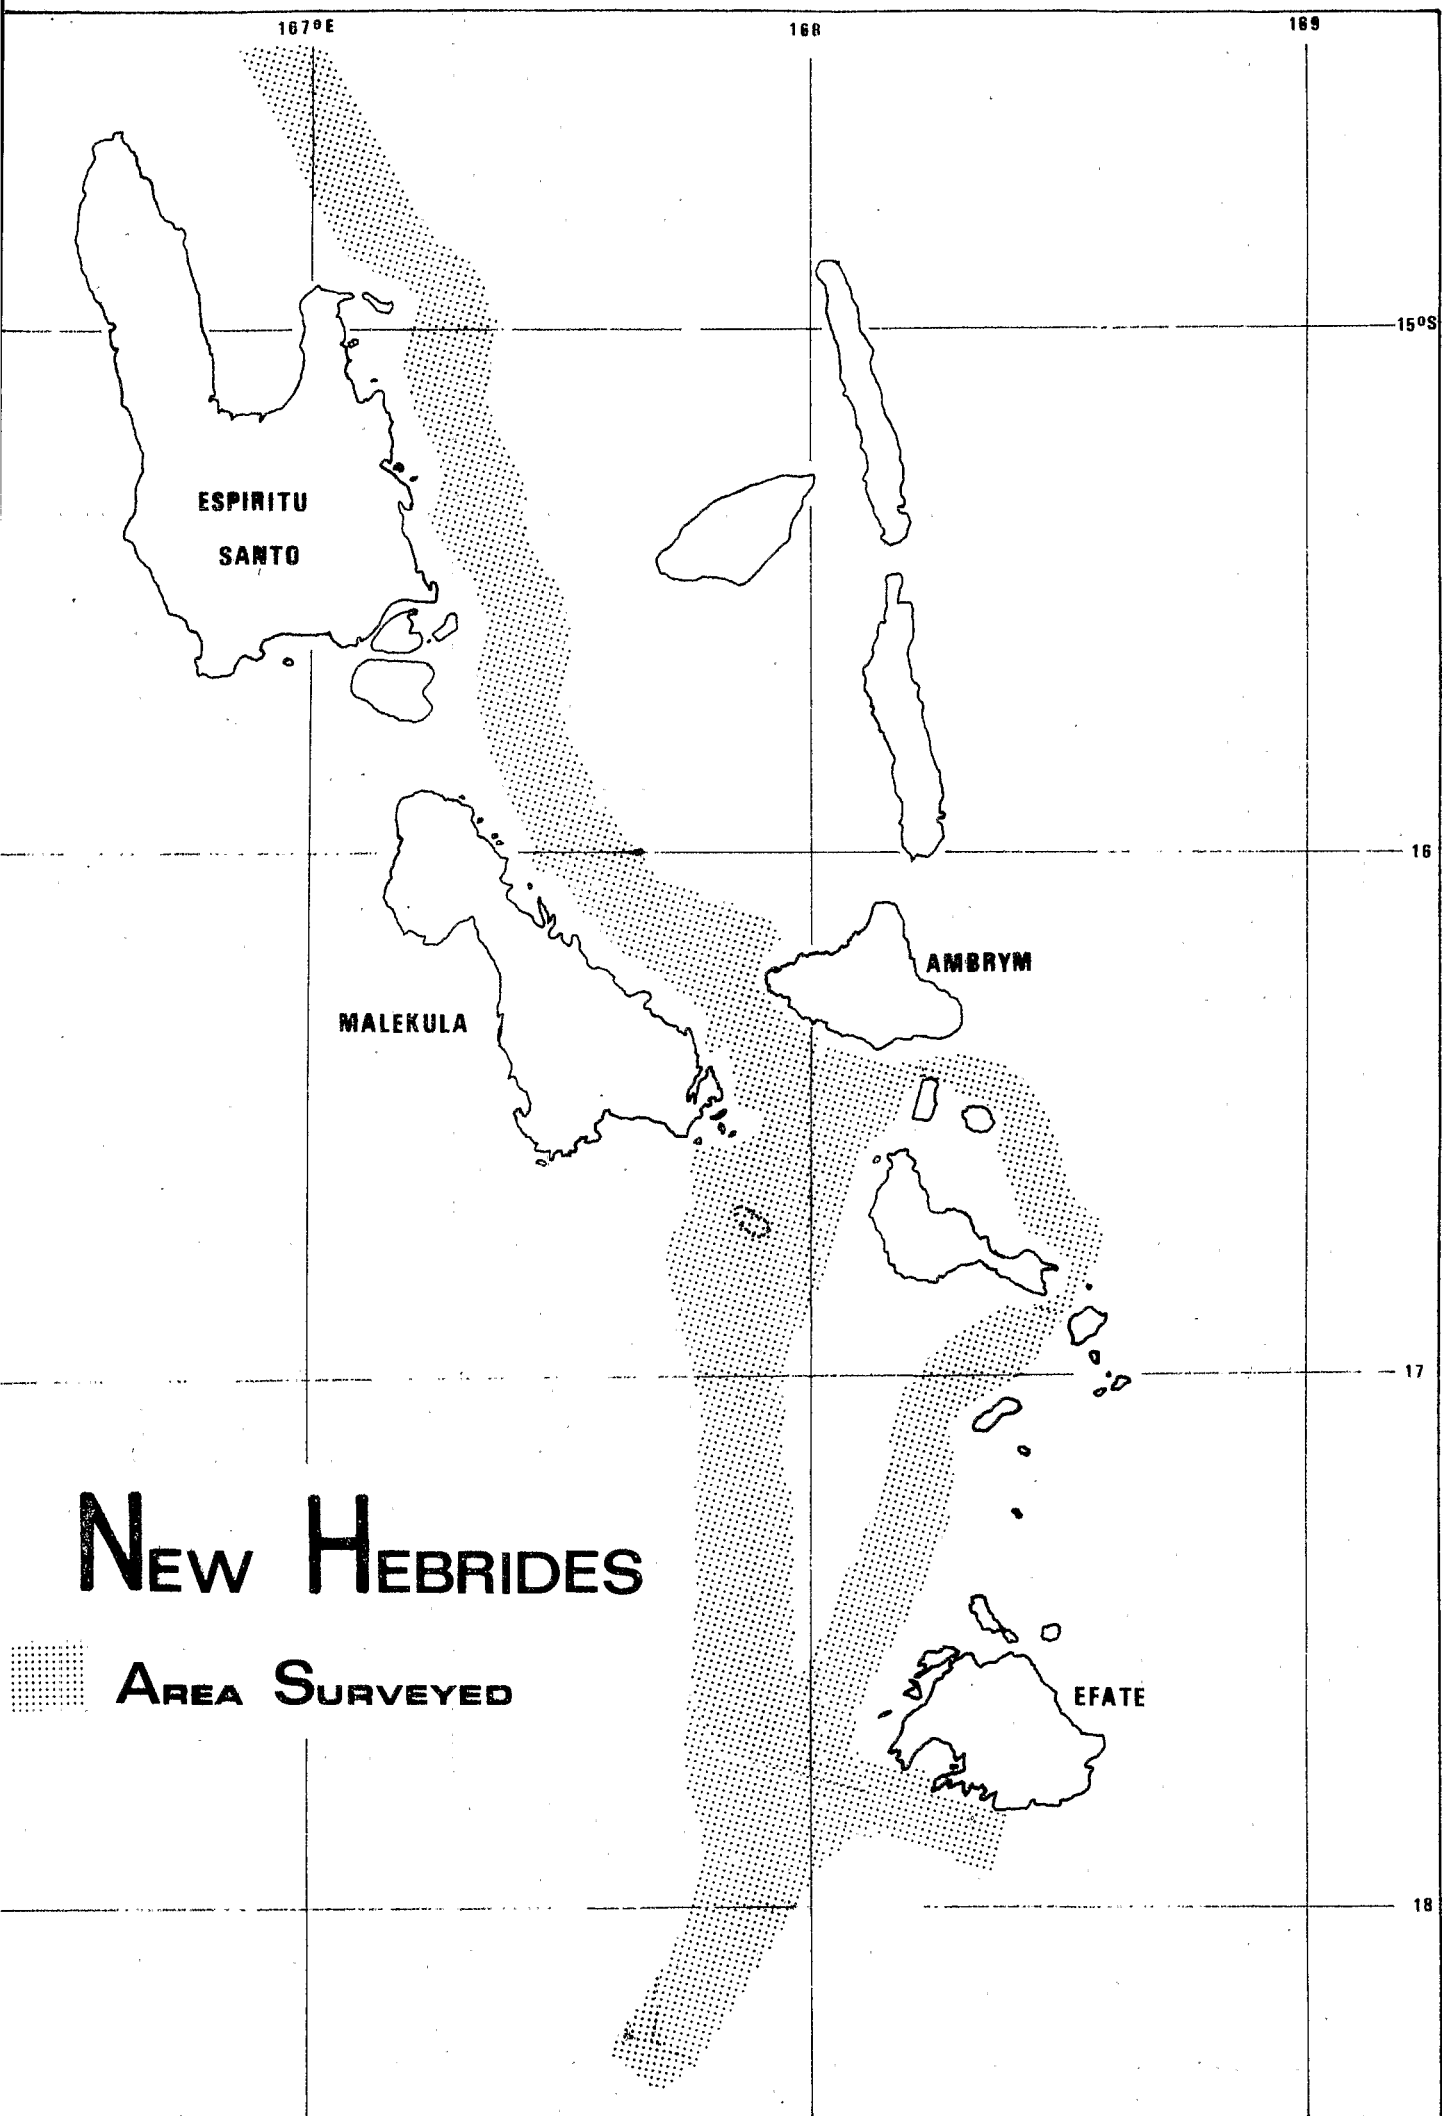 167°E 168 169
15°S
ESPIRITU
SANTO
16
AMBRYM
MALEKULA
17
NEW HEBRIDES
AREA SURVEYED
EFATE
18